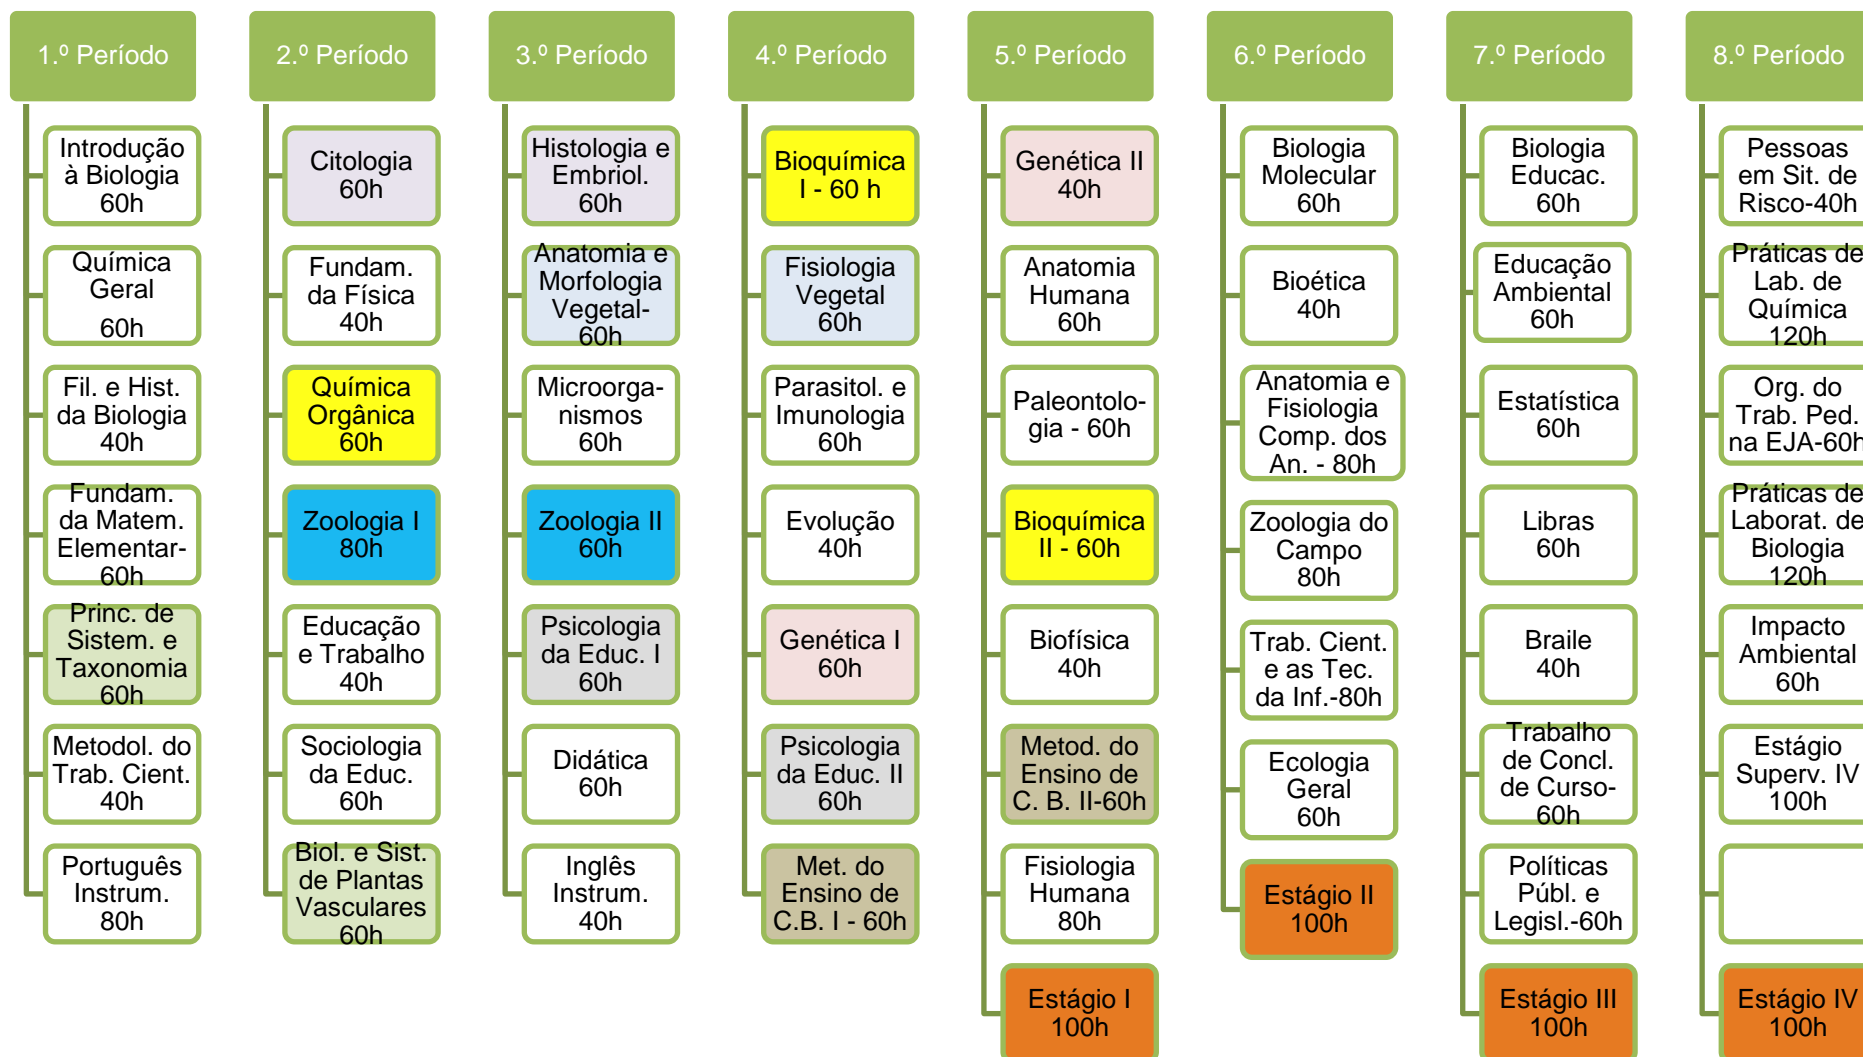 1.º Período
Introdução
à Biologia
60h
Química
Geral
60h
Fil. e Hist.
da Biologia
40h
Fundam.
da Matem.
Elementar-
60h
Princ. de
Sistem. e
Taxonomia
60h
Metodol. do
Trab. Cient.
40h
Português
Instrum.
80h
2.º Período
Citologia
60h
Fundam.
da Física
40h
Química
Orgânica
60h
Zoologia I
80h
Educação
e Trabalho
40h
Sociologia
da Educ.
60h
Biol. e Sist.
de Plantas
Vasculares
60h
3.º Período
Histologia e
Embriol.
60h
Anatomia e
Morfologia
Vegetal-
60h
Microorga-
nismos
60h
Zoologia II
60h
Psicologia
da Educ. I
60h
Didática
60h
Inglês
Instrum.
40h
4.º Período
Bioquímica
I - 60 h
Fisiologia
Vegetal
60h
Parasitol. e
Imunologia
60h
Evolução
40h
Genética I
60h
Psicologia
da Educ. II
60h
Met. do
Ensino de
C.B. I - 60h
5.º Período
Genética II
40h
Anatomia
Humana
60h
Paleontolo-
gia - 60h
Bioquímica
II - 60h
Biofísica
40h
Metod. do
Ensino de
C. B. II-60h
Fisiologia
Humana
80h
Estágio I
100h
6.º Período
Biologia
Molecular
60h
Bioética
40h
Anatomia e
Fisiologia
Comp. dos
An. - 80h
Zoologia do
Campo
80h
Trab. Cient.
e as Tec.
da Inf.-80h
Ecologia
Geral
60h
Estágio II
100h
7.º Período
Biologia
Educac.
60h
Educação
Ambiental
60h
Estatística
60h
Libras
60h
Braile
40h
Trabalho
de Concl.
de Curso-
60h
Políticas
Públ. e
Legisl.-60h
Estágio III
100h
8.º Período
Pessoas
em Sit. de
Risco-40h
Práticas de
Lab. de
Química
120h
Org. do
Trab. Ped.
na EJA-60h
Práticas de
Laborat. de
Biologia
120h
Impacto
Ambiental
60h
Estágio
Superv. IV
100h
Estágio IV
100h